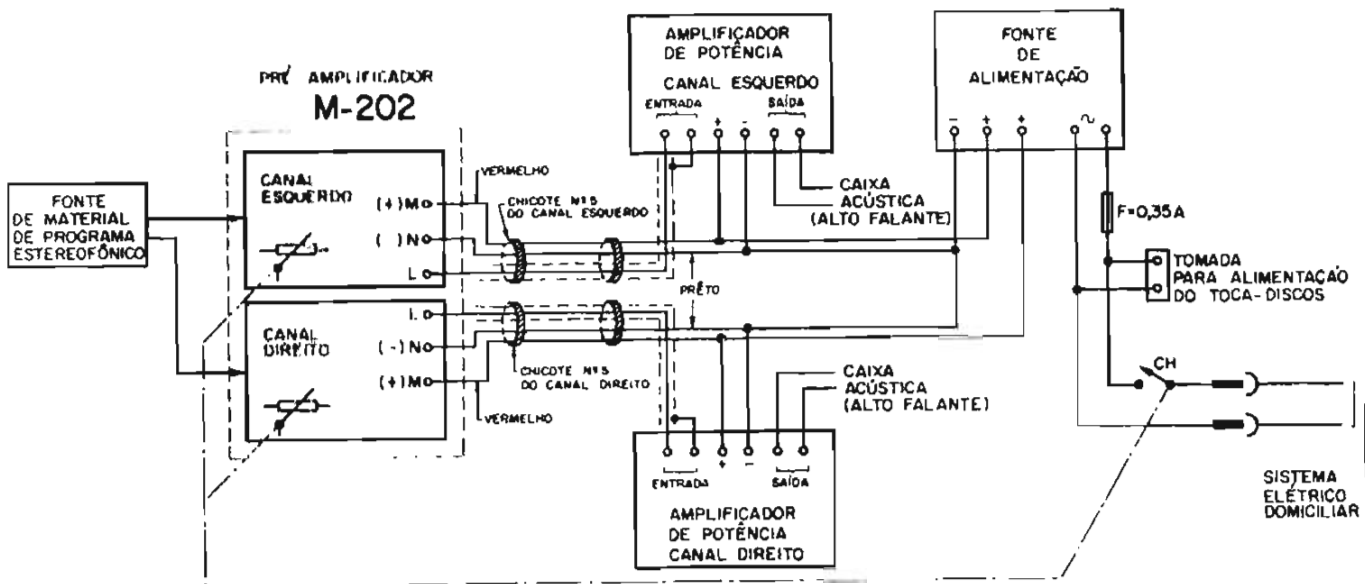 PRÉ AMPLIFICADOR
M-202
FONTE
DE MATERIAL
DE PROGRAMA
ESTEREOFÔNICO
CANAL
ESQUERDO
(+)M
( )N
L
CANAL
DIREITO
L
(-)N
(+)M
VERMELHO
CHICOTE Nº 5
DO CANAL ESQUERDO
PRÊTO
CHICOTE Nº 5
DO CANAL DIREITO
VERMELHO
AMPLIFICADOR
DE POTÊNCIA
CANAL ESQUERDO
ENTRADA + - SAÍDA
CAIXA
ACÚSTICA
(ALTO FALANTE)
CAIXA
ACÚSTICA
(ALTO FALANTE)
ENTRADA + - SAÍDA
AMPLIFICADOR
DE POTÊNCIA
CANAL DIREITO
FONTE
DE
ALIMENTAÇÃO
- + + ~
F=0,35A
TOMADA
PARA ALIMENTAÇÃO
DO TOCA-DISCOS
CH
SISTEMA
ELÉTRICO
DOMICILIAR